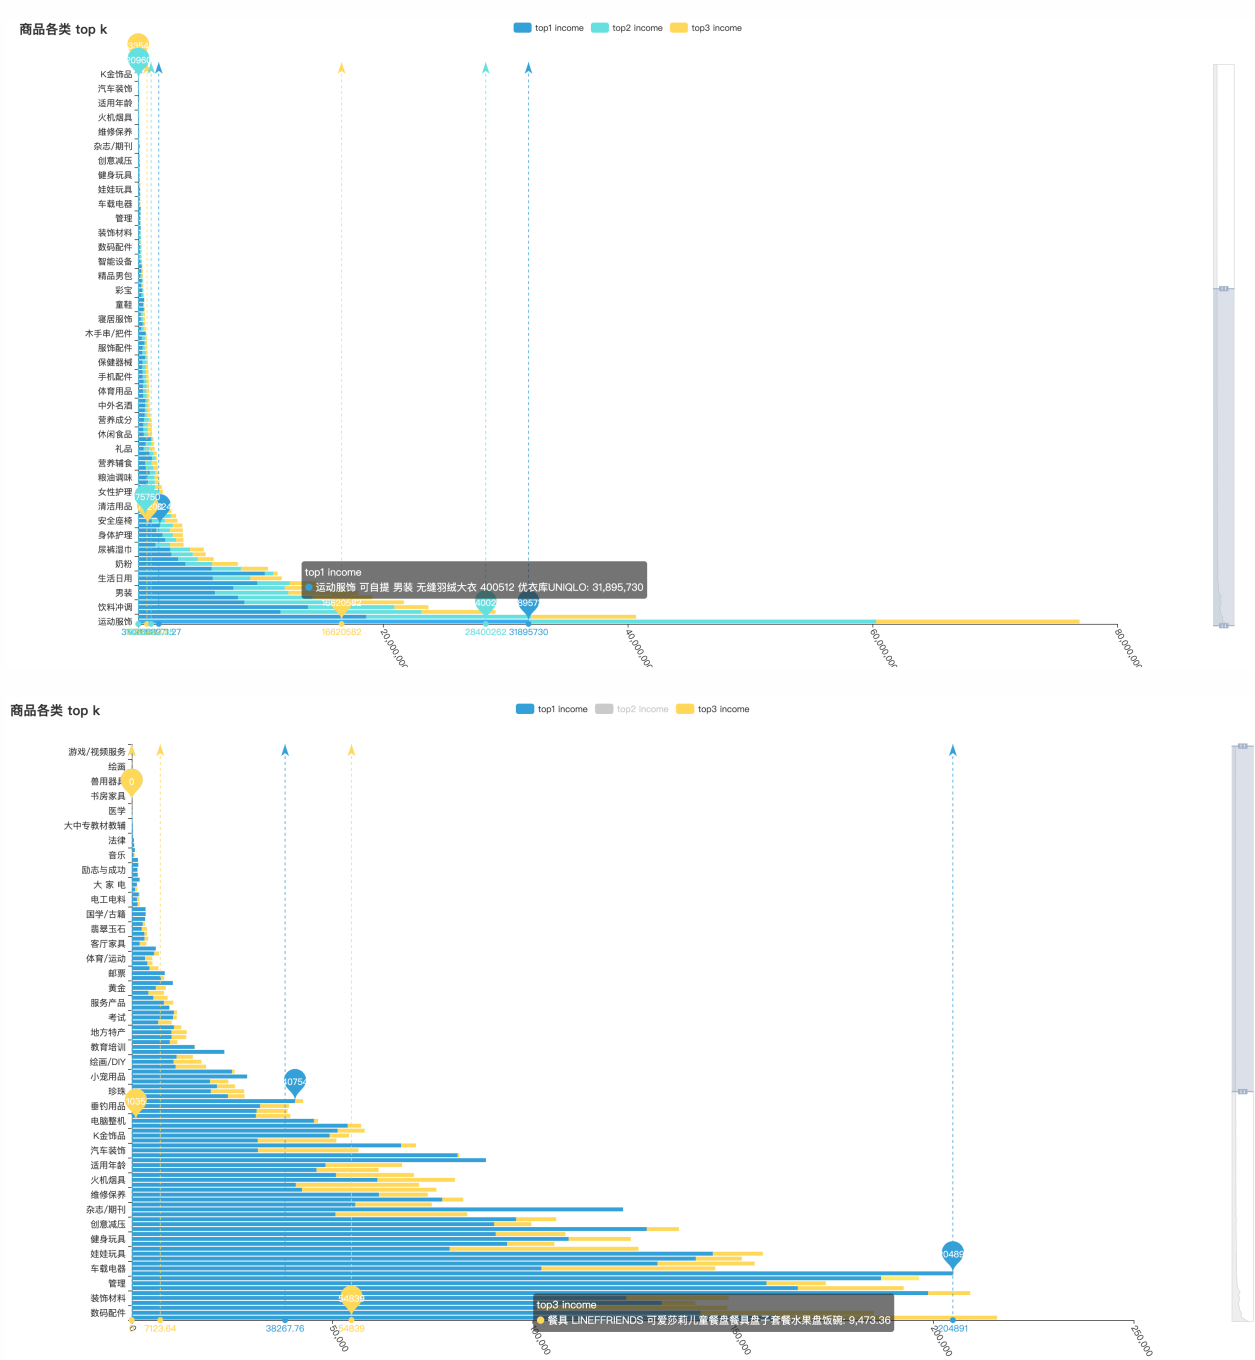 商品各类 top k
top1 income
top2 income
top3 income
20960
K金饰品
汽车装饰
适用年龄
火机烟具
维修保养
杂志/期刊
创意减压
健身玩具
娃娃玩具
车载电器
管理
装饰材料
数码配件
智能设备
精品男包
彩宝
童鞋
寝居服饰
木手串/把件
服饰配件
保健器械
手机配件
体育用品
中外名酒
营养成分
休闲食品
礼品
营养辅食
粮油调味
女性护理
清洁用品
安全座椅
身体护理
尿裤湿巾
奶粉
生活日用
男装
饮料冲调
运动服饰
top1 income
运动服饰 可自提 男装 无缝羽绒大衣 400512 优衣库UNIQLO: 31,895,730
16620582
28400262
31895730
20,000,000
40,000,000
60,000,000
80,000,000
商品各类 top k
top1 income
top2 income
top3 income
游戏/视频服务
绘画
兽用器具
0
书房家具
医学
大中专教材教辅
法律
音乐
励志与成功
大 家 电
电工电料
国学/古籍
翡翠玉石
客厅家具
体育/运动
邮票
黄金
服务产品
考试
地方特产
教育培训
绘画/DIY
小宠用品
40754
珍珠
1035
垂钓用品
电脑整机
K金饰品
汽车装饰
适用年龄
火机烟具
维修保养
杂志/期刊
创意减压
健身玩具
娃娃玩具
车载电器
管理
装饰材料
数码配件
54839
top3 income
餐具 LINEFFRIENDS 可爱莎莉儿童餐盘餐具盘子套餐水果盘饭碗: 9,473.36
0
7123.64
38267.76
54839
204891
50,000
150,000
200,000
250,000